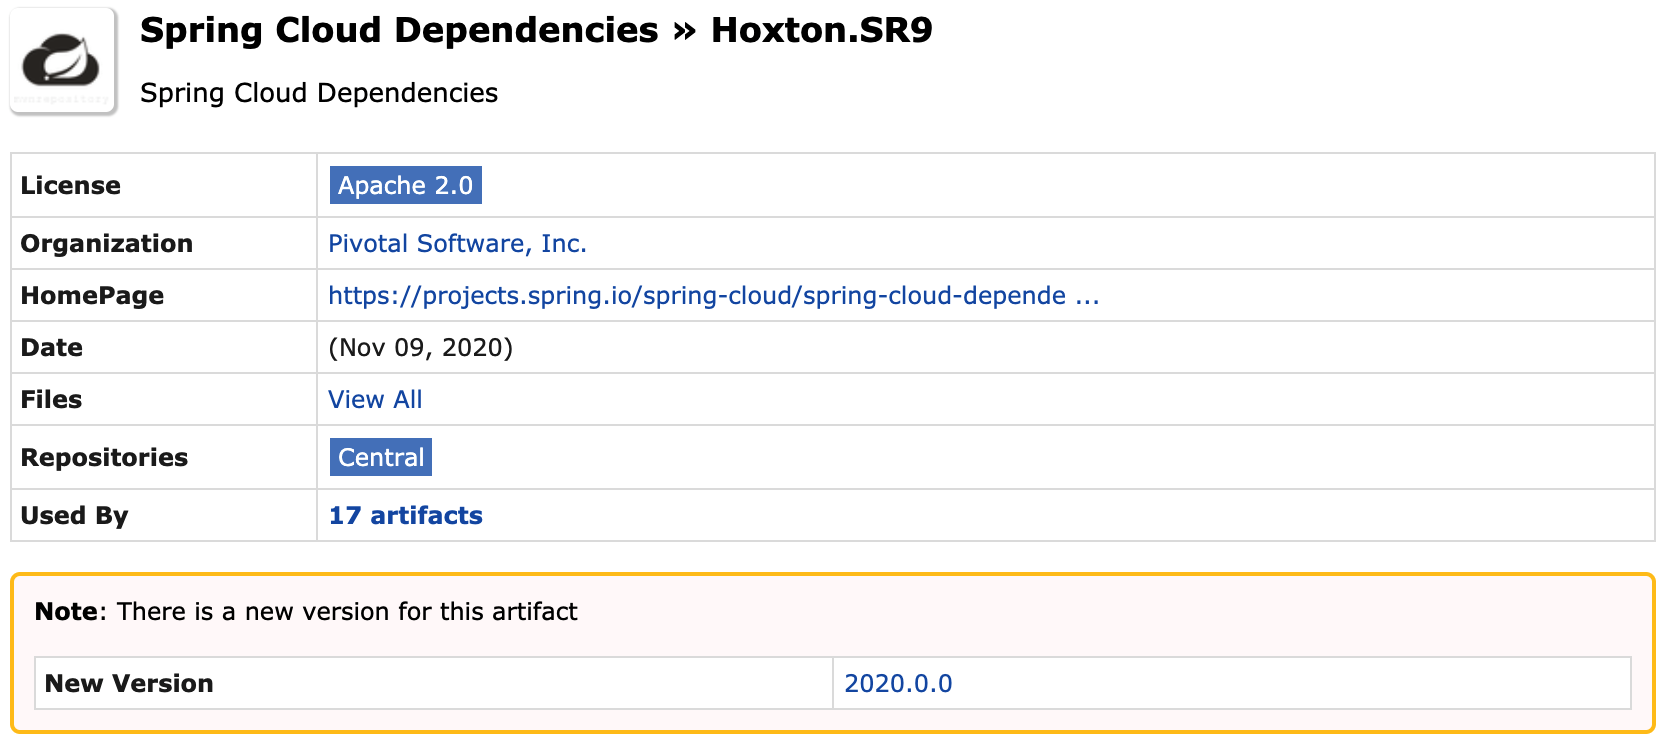 Spring Cloud Dependencies » Hoxton.SR9
Spring Cloud Dependencies
License Apache 2.0
Organization Pivotal Software, Inc.
HomePage https://projects.spring.io/spring-cloud/spring-cloud-depende ...
Date (Nov 09, 2020)
Files View All
Repositories Central
Used By 17 artifacts
Note: There is a new version for this artifact
New Version 2020.0.0